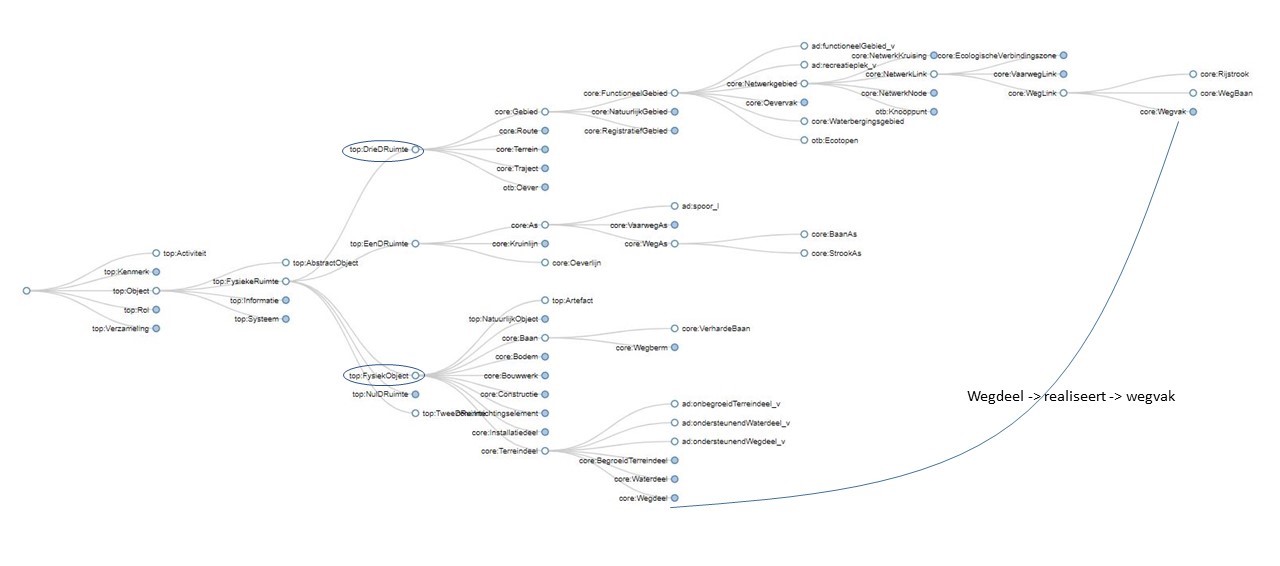 ad:functioneelGebied_v
core:NetwerkKruising
core:EcologischeVerbindingszone
ad:recreatieplek_v
core:NetwerkLink
core:VaarwegLink
core:Rijstrook
core:Netwerkgebied
core:FunctioneelGebied
core:NetwerkNode
core:WegLink
core:WegBaan
core:Oevervak
core:Gebied
core:NatuurlijkGebied
otb:Knooppunt
core:Wegvak
core:Waterbergingsgebied
core:Route
core:RegistratiefGebied
otb:Ecotopen
top:DrieDRuimte
core:Terrein
core:Traject
otb:Oever
ad:spoor_l
core:As
core:VaarwegAs
core:BaanAs
top:EenDRuimte
core:Kruinlijn
core:WegAs
core:StrookAs
top:Activiteit
top:AbstractObject
core:Oeverlijn
top:Kenmerk
top:FysiekeRuimte
top:Object
top:Informatie
top:Artefact
top:Rol
top:Systeem
top:NatuurlijkObject
top:Verzameling
core:Baan
core:VerhardeBaan
core:Wegberm
core:Bodem
top:FysiekObject
core:Bouwwerk
top:NulDRuimte
core:Constructie
Wegdeel -> realiseert -> wegvak
ad:onbegroeidTerreindeel_v
ad:ondersteunendWaterdeel_v
core:Installatiedeel
ad:ondersteunendWegdeel_v
core:Terreindeel
core:BegroeidTerreindeel
core:Waterdeel
core:Wegdeel